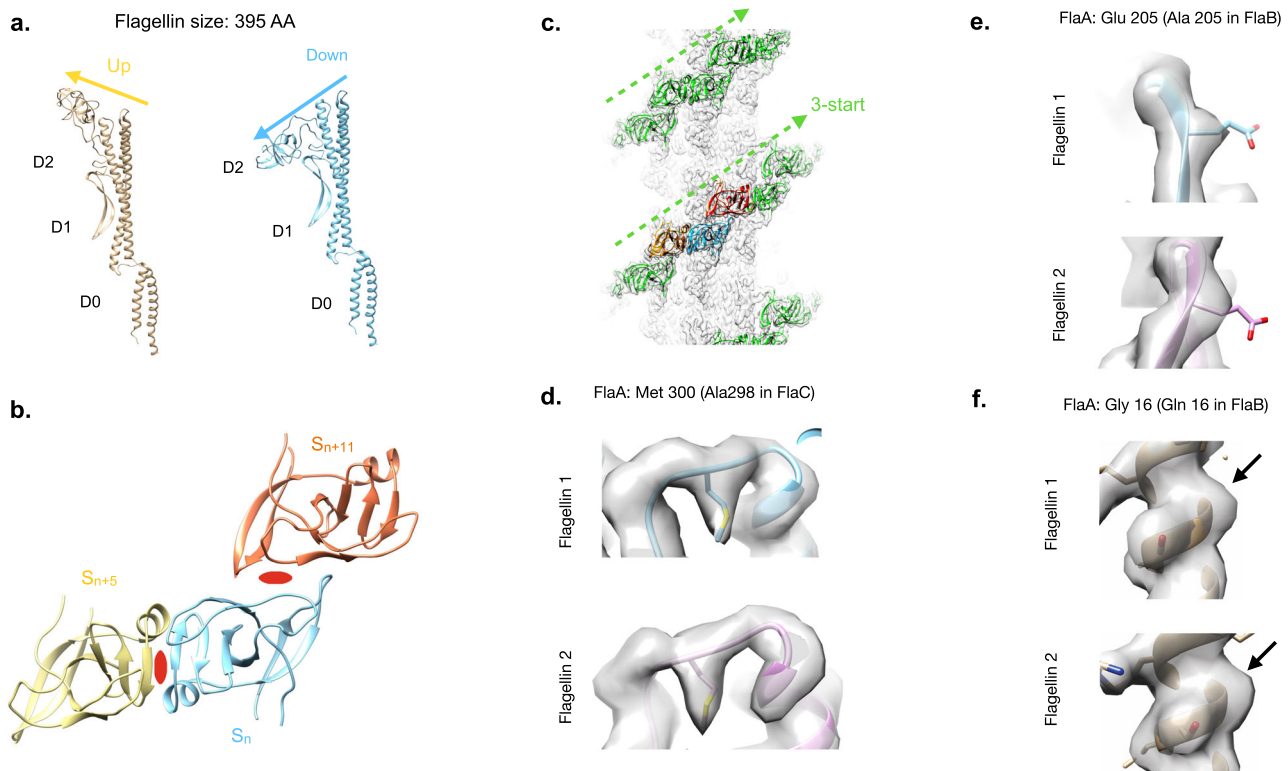 a.
Flagellin size: 395 AA
Up
Down
D2
D1
D0
D2
D1
D0
b.
Sn+11
Sn+5
Sn
c.
3-start
d.
FlaA: Met 300 (Ala298 in FlaC)
Flagellin 1
Flagellin 2
e.
FlaA: Glu 205 (Ala 205 in FlaB)
Flagellin 1
Flagellin 2
f.
FlaA: Gly 16 (Gln 16 in FlaB)
Flagellin 1
Flagellin 2